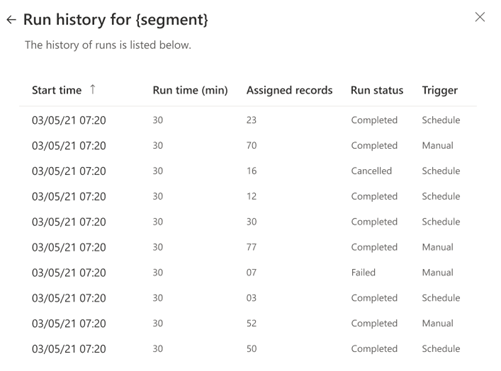 ← Run history for {segment}
The history of runs is listed below.
Start time ↑ Run time (min) Assigned records Run status Trigger
03/05/21 07:20 30 23 Completed Schedule
03/05/21 07:20 30 70 Completed Manual
03/05/21 07:20 30 16 Cancelled Schedule
03/05/21 07:20 30 12 Completed Schedule
03/05/21 07:20 30 30 Completed Schedule
03/05/21 07:20 30 77 Completed Manual
03/05/21 07:20 30 07 Failed Manual
03/05/21 07:20 30 03 Completed Schedule
03/05/21 07:20 30 52 Completed Manual
03/05/21 07:20 30 50 Completed Schedule